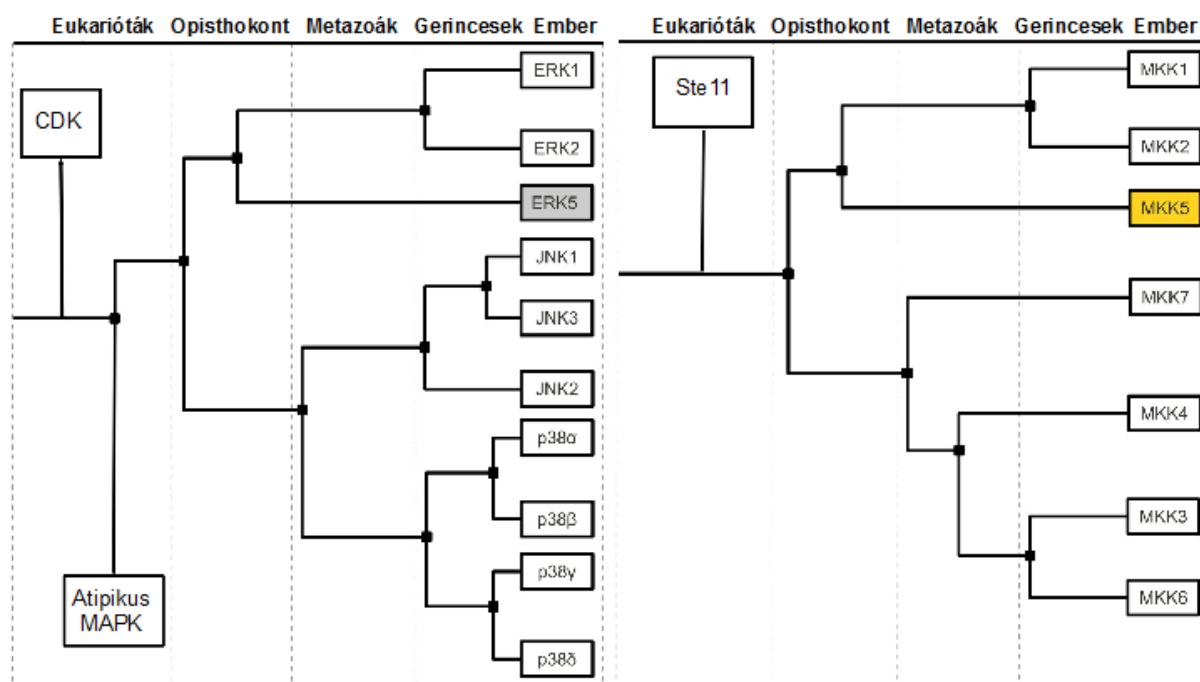 Eukarióták Opisthokont Metazoák Gerincesek Ember
CDK
Atipikus
MAPK
ERK1
ERK2
ERK5
JNK1
JNK3
JNK2
p38α
p38β
p38γ
p38δ
Eukarióták Opisthokont Metazoák Gerincesek Ember
Ste11
MKK1
MKK2
MKK5
MKK7
MKK4
MKK3
MKK6